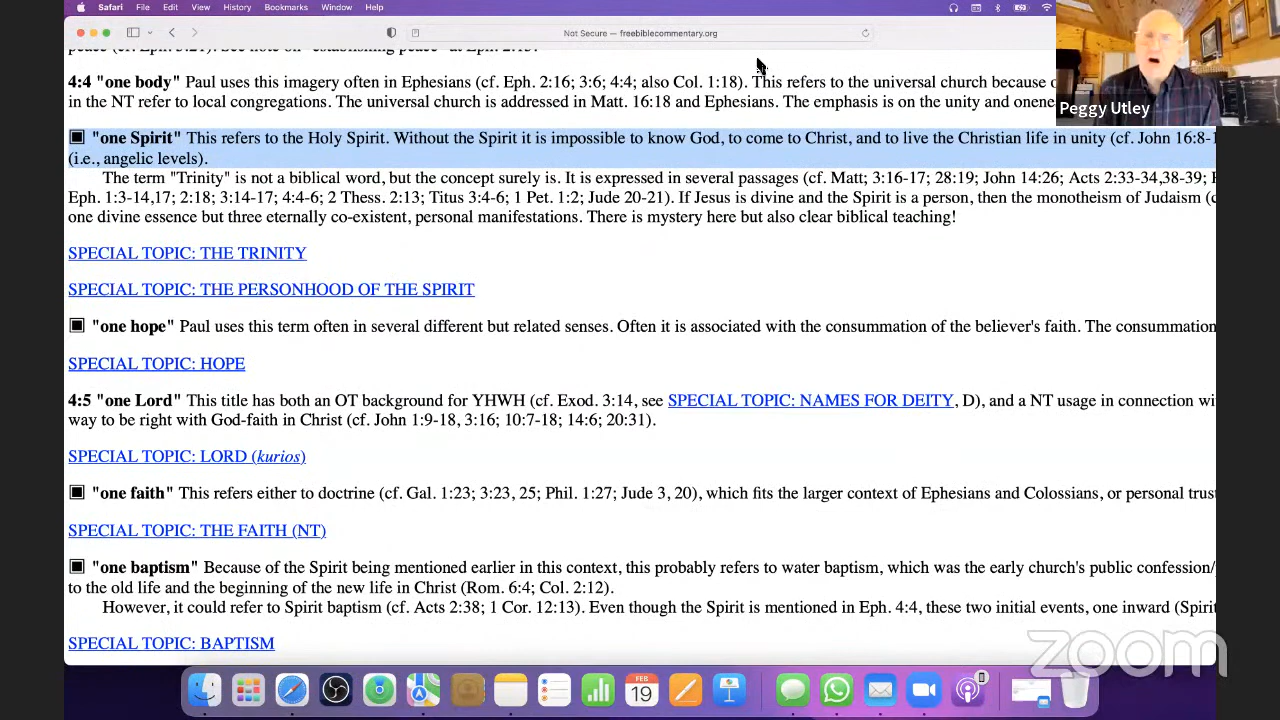 Safari File Edit View History Bookmarks Window Help
Not Secure — freebiblecommentary.org
peace (cf. Eph. 3:21). See note on "establishing peace" at Eph. 2:15.
4:4 "one body" Paul uses this imagery often in Ephesians (cf. Eph. 2:16; 3:6; 4:4; also Col. 1:18). This refers to the universal church because
in the NT refer to local congregations. The universal church is addressed in Matt. 16:18 and Ephesians. The emphasis is on the unity and
Peggy Utley
▣ "one Spirit" This refers to the Holy Spirit. Without the Spirit it is impossible to know God, to come to Christ, and to live the Christian life in unity (cf. John 16:8-
(i.e., angelic levels).
The term "Trinity" is not a biblical word, but the concept surely is. It is expressed in several passages (cf. Matt; 3:16-17; 28:19; John 14:26; Acts 2:33-34,38-39;
Eph. 1:3-14,17; 2:18; 3:14-17; 4:4-6; 2 Thess. 2:13; Titus 3:4-6; 1 Pet. 1:2; Jude 20-21). If Jesus is divine and the Spirit is a person, then the monotheism of Judaism
one divine essence but three eternally co-existent, personal manifestations. There is mystery here but also clear biblical teaching!
SPECIAL TOPIC: THE TRINITY
SPECIAL TOPIC: THE PERSONHOOD OF THE SPIRIT
▣ "one hope" Paul uses this term often in several different but related senses. Often it is associated with the consummation of the believer's faith. The consummation
SPECIAL TOPIC: HOPE
4:5 "one Lord" This title has both an OT background for YHWH (cf. Exod. 3:14, see SPECIAL TOPIC: NAMES FOR DEITY, D), and a NT usage in connection wi
way to be right with God-faith in Christ (cf. John 1:9-18, 3:16; 10:7-18; 14:6; 20:31).
SPECIAL TOPIC: LORD (kurios)
▣ "one faith" This refers either to doctrine (cf. Gal. 1:23; 3:23, 25; Phil. 1:27; Jude 3, 20), which fits the larger context of Ephesians and Colossians, or personal trus
SPECIAL TOPIC: THE FAITH (NT)
▣ "one baptism" Because of the Spirit being mentioned earlier in this context, this probably refers to water baptism, which was the early church's public confession/
to the old life and the beginning of the new life in Christ (Rom. 6:4; Col. 2:12).
However, it could refer to Spirit baptism (cf. Acts 2:38; 1 Cor. 12:13). Even though the Spirit is mentioned in Eph. 4:4, these two initial events, one inward (Spirit
SPECIAL TOPIC: BAPTISM
zoom
FEB
19